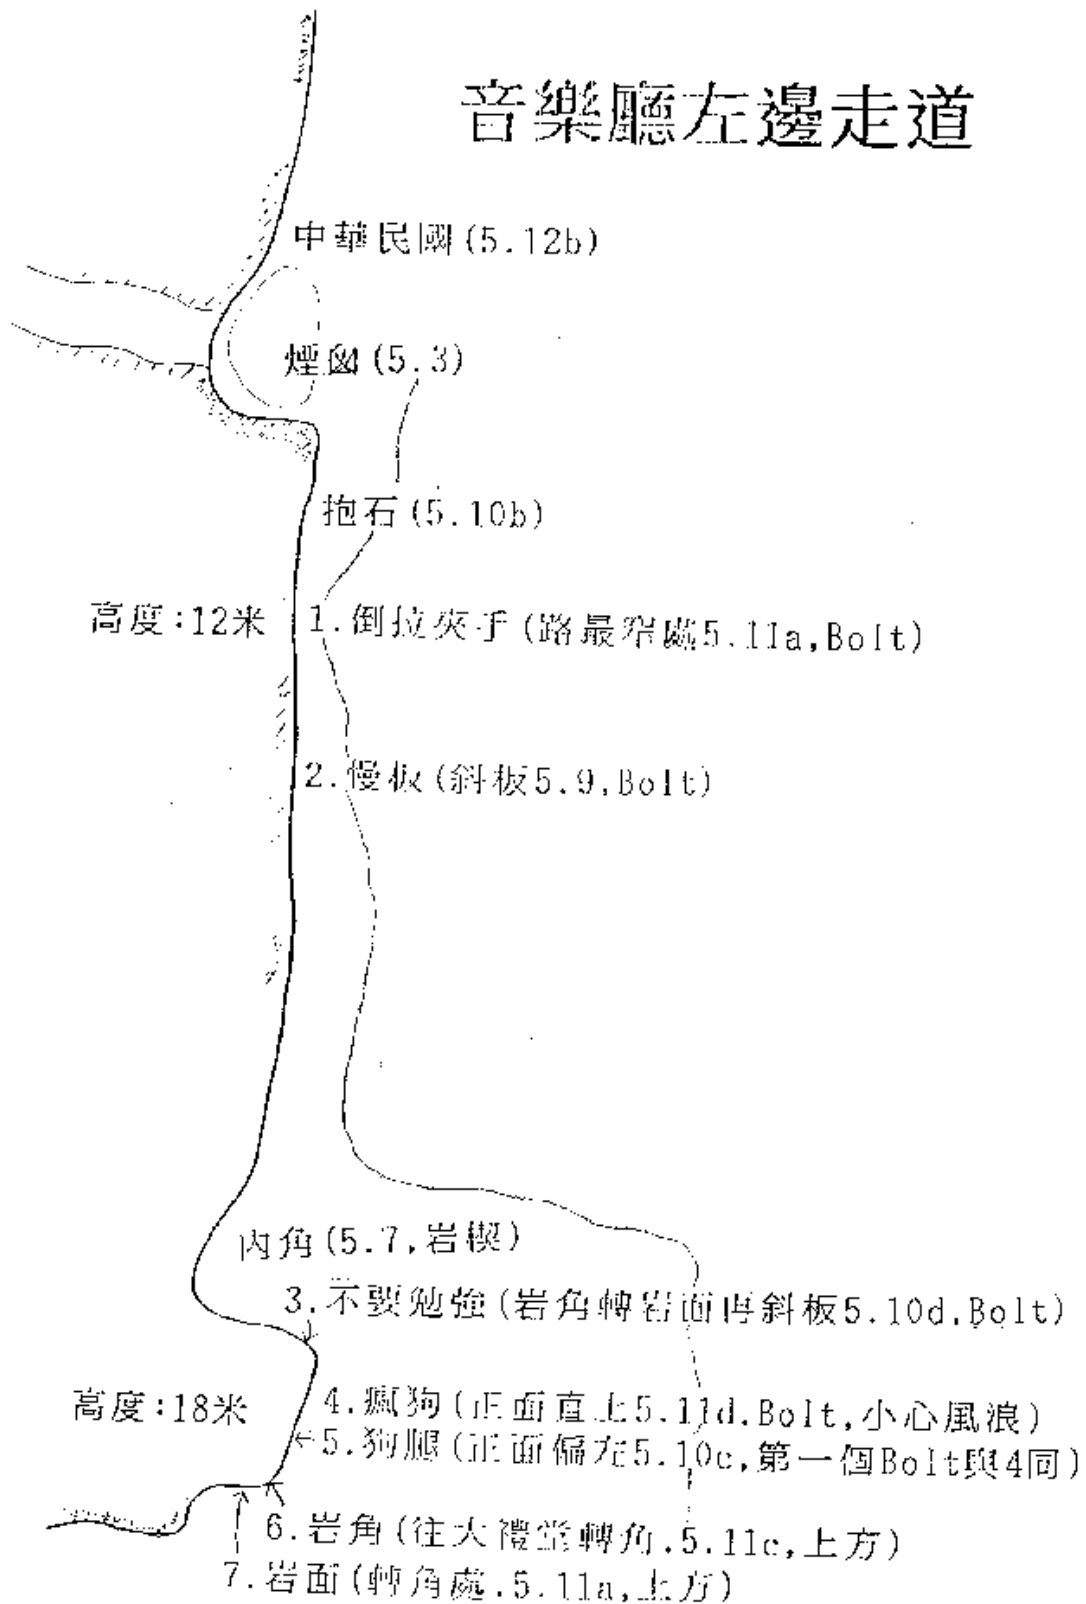 音樂廳左邊走道
中華民國(5.12b)
煙囪(5.3)
抱石(5.10b)
高度:12米
1.倒拉夾手(路最窄處5.11a,Bolt)
2.慢板(斜板5.9,Bolt)
內角(5.7,岩楔)
3.不要勉強(岩角轉岩面再斜板5.10d,Bolt)
高度:18米
4.瘋狗(正面直上5.11d.Bolt,小心風浪)
5.狗腿(正面偏左5.10c,第一個Bolt與4同)
6.岩角(往大禮堂轉角.5.11c,上方)
7.岩面(轉角處.5.11a,上方)